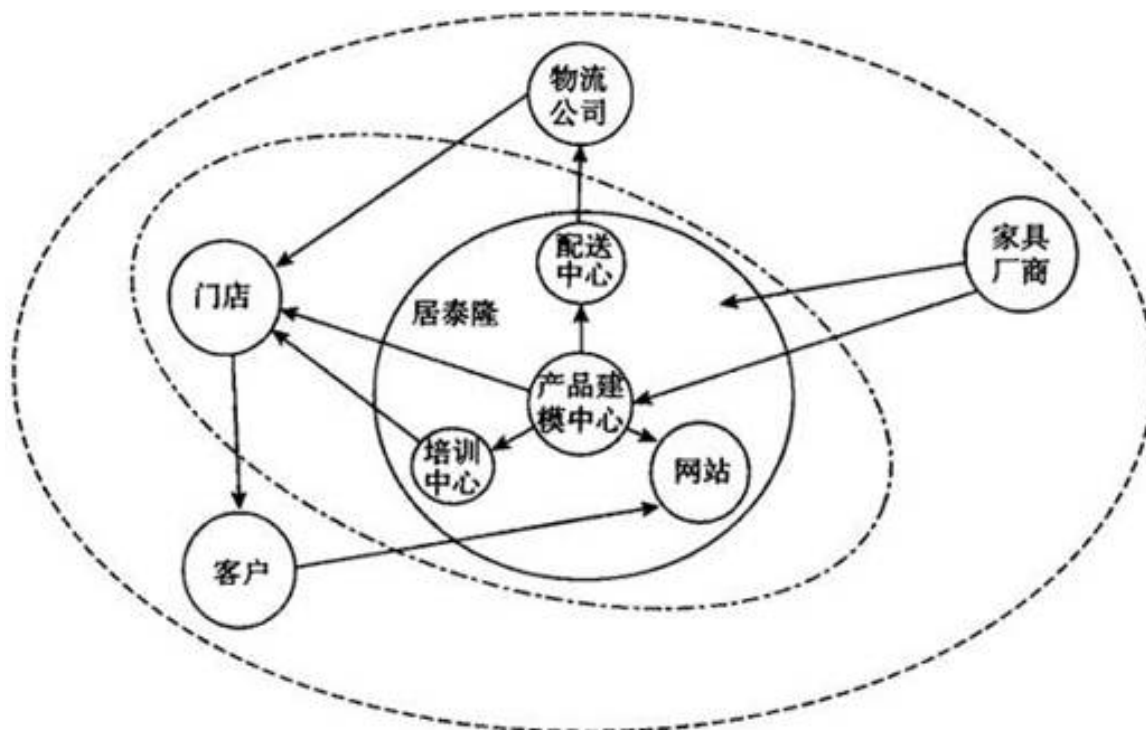 物流
公司
配送
中心
家具
厂商
门店
居泰隆
产品建
模中心
培训
中心
网站
客户